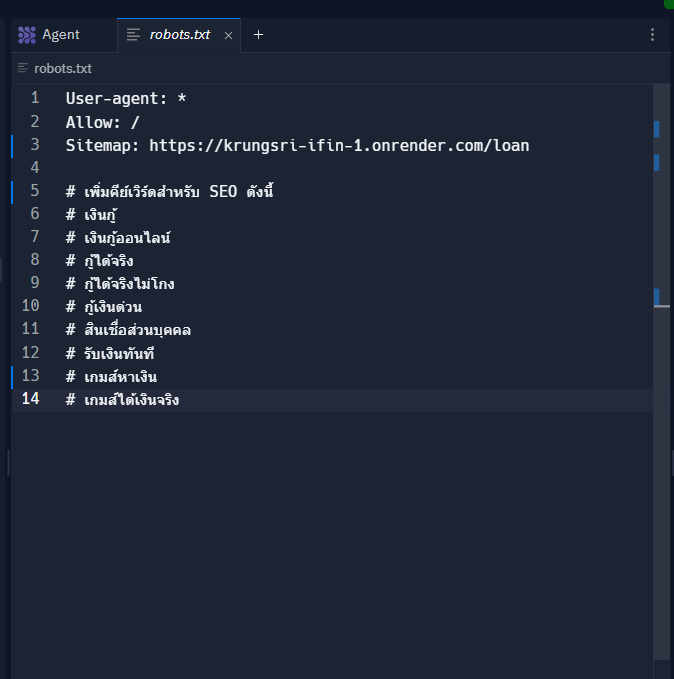 Agent
robots.txt
robots.txt
1 User-agent: *
2 Allow: /
3 Sitemap: https://krungsri-ifin-1.onrender.com/loan
4
5 # เพิ่มคีย์เวิร์ดสำหรับ SEO ดังนี้
6 # เงินกู้
7 # เงินกู้ออนไลน์
8 # กู้ได้จริง
9 # กู้ได้จริงไม่โกง
10 # กู้เงินด่วน
11 # สินเชื่อส่วนบุคคล
12 # รับเงินทันที
13 # เกมส์หาเงิน
14 # เกมส์ได้เงินจริง